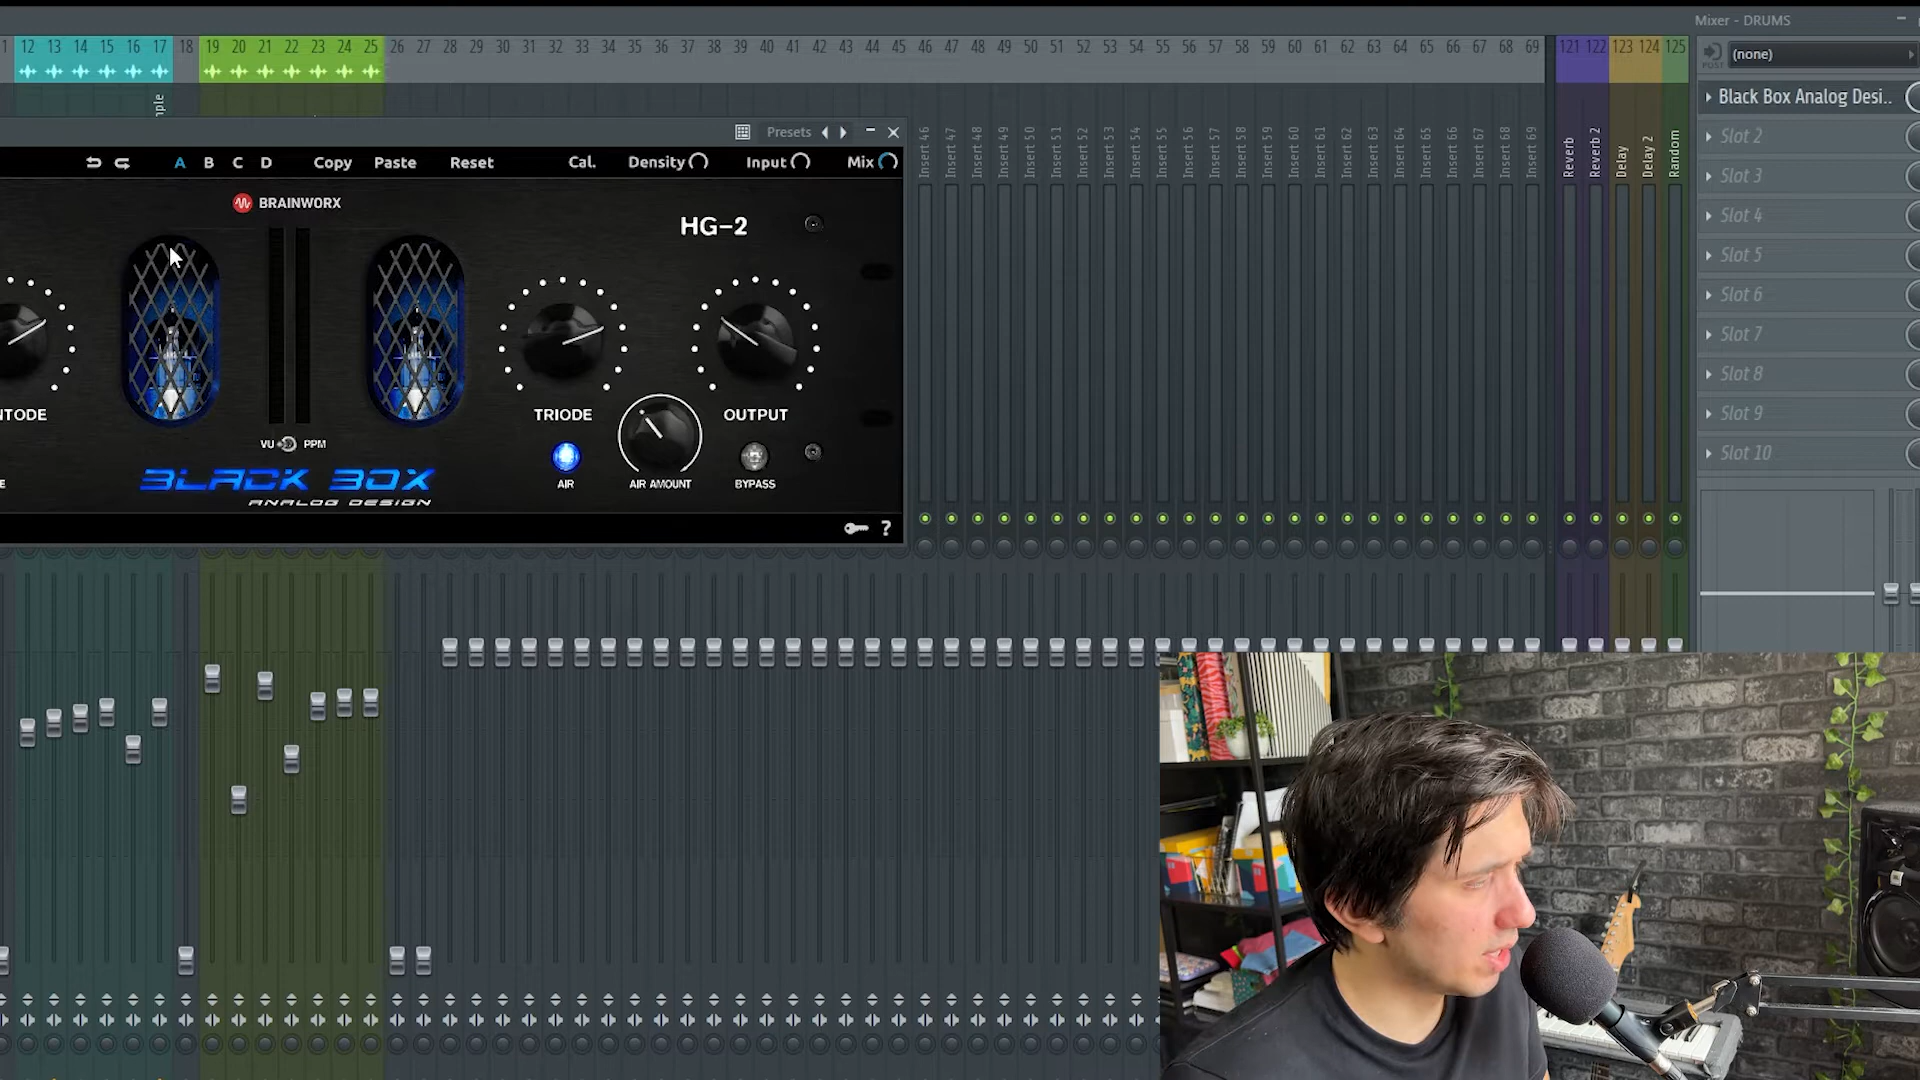 Mixer - DRUMS
12 13 14 15 16 17 18 19 20 21 22 23 24 25 26 27 28 29 30 31 32 33 34 35 36 37 38 39 40 41 42 43 44 45 46 47 48 49 50 51 52 53 54 55 56 57 58 59 60 61 62 63 64 65 66 67 68 69 121 122 123 124 125
(none)
POST
Black Box Analog Desi..
Slot 2
Slot 3
Slot 4
Slot 5
Slot 6
Slot 7
Slot 8
Slot 9
Slot 10
Presets
A B C D Copy Paste Reset Cal. Density Input Mix
BRAINWORX
HG-2
TRIODE
OUTPUT
VU PPM
AIR
AIR AMOUNT
BYPASS
BLACK BOX
ANALOG DESIGN
?
Insert 46
Insert 47
Insert 48
Insert 49
Insert 50
Insert 51
Insert 52
Insert 53
Insert 54
Insert 55
Insert 56
Insert 57
Insert 58
Insert 59
Insert 60
Insert 61
Insert 62
Insert 63
Insert 64
Insert 65
Insert 66
Insert 67
Insert 68
Insert 69
Reverb
Reverb 2
Delay
Delay 2
Random